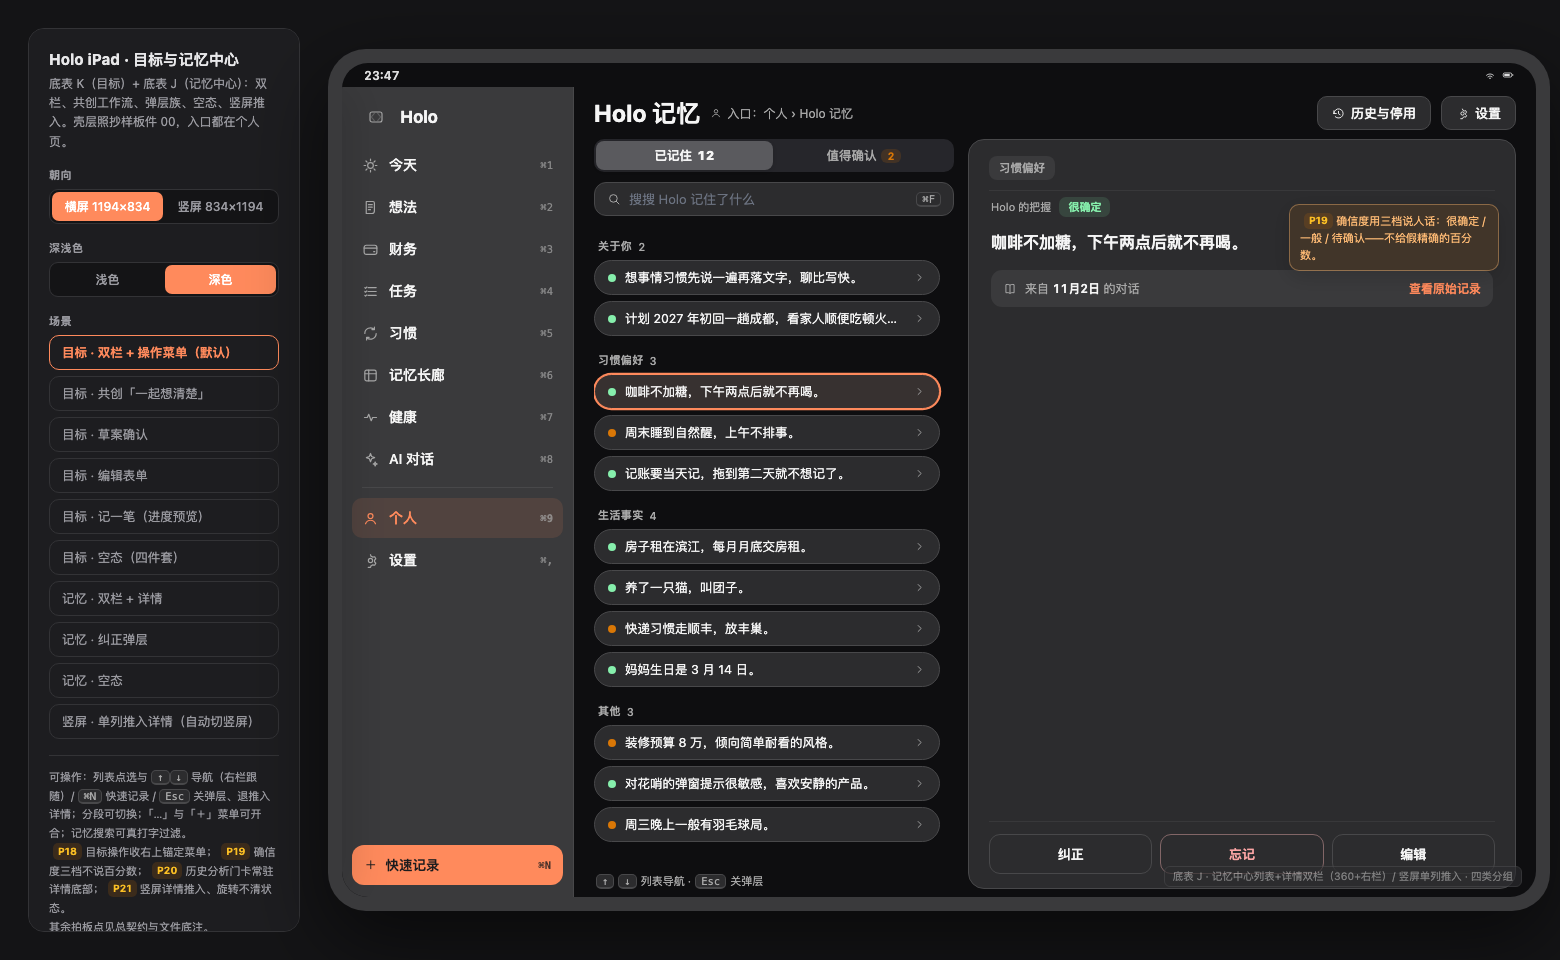 Holo iPad · 目标与记忆中心
底表 K（目标）+ 底表 J（记忆中心）：双
栏、共创工作流、弹层族、空态、竖屏推
入。壳层照抄样板件 00，入口都在个人
页。
朝向
横屏 1194×834
竖屏 834×1194
深浅色
浅色
深色
场景
目标 · 双栏 + 操作菜单（默认）
目标 · 共创「一起想清楚」
目标 · 草案确认
目标 · 编辑表单
目标 · 记一笔（进度预览）
目标 · 空态（四件套）
记忆 · 双栏 + 详情
记忆 · 纠正弹层
记忆 · 空态
竖屏 · 单列推入详情（自动切竖屏）
可操作：列表点选与 ↑ ↓ 导航（右栏跟
随）/ ⌘N 快速记录 / Esc 关弹层、退推入
详情；分段可切换；「…」与「＋」菜单可开
合；记忆搜索可真打字过滤。
P18 目标操作收右上锚定菜单； P19 确信
度三档不说百分数； P20 历史分析门卡常驻
详情底部； P21 竖屏详情推入、旋转不清状
态。
其余拍板点见总契约与文件底注。
23:47
Holo
今天 ⌘1
想法 ⌘2
财务 ⌘3
任务 ⌘4
习惯 ⌘5
记忆长廊 ⌘6
健康 ⌘7
AI 对话 ⌘8
个人 ⌘9
设置 ⌘,
+ 快速记录 ⌘N
Holo 记忆
入口：个人 › Holo 记忆
历史与停用
设置
已记住 12
值得确认 2
搜搜 Holo 记住了什么 ⌘F
关于你 2
想事情习惯先说一遍再落文字，聊比写快。
计划 2027 年初回一趟成都，看家人顺便吃顿火…
习惯偏好 3
咖啡不加糖，下午两点后就不再喝。
周末睡到自然醒，上午不排事。
记账要当天记，拖到第二天就不想记了。
生活事实 4
房子租在滨江，每月月底交房租。
养了一只猫，叫团子。
快递习惯走顺丰，放丰巢。
妈妈生日是 3 月 14 日。
其他 3
装修预算 8 万，倾向简单耐看的风格。
对花哨的弹窗提示很敏感，喜欢安静的产品。
周三晚上一般有羽毛球局。
↑ ↓ 列表导航 · Esc 关弹层
习惯偏好
Holo 的把握 很确定
咖啡不加糖，下午两点后就不再喝。
P19 确信度用三档说人话：很确定 /
一般 / 待确认——不给假精确的百分
数。
来自 11月2日 的对话
查看原始记录
纠正
忘记
编辑
底表 J · 记忆中心列表+详情双栏（360+右栏）/ 竖屏单列推入 · 四类分组